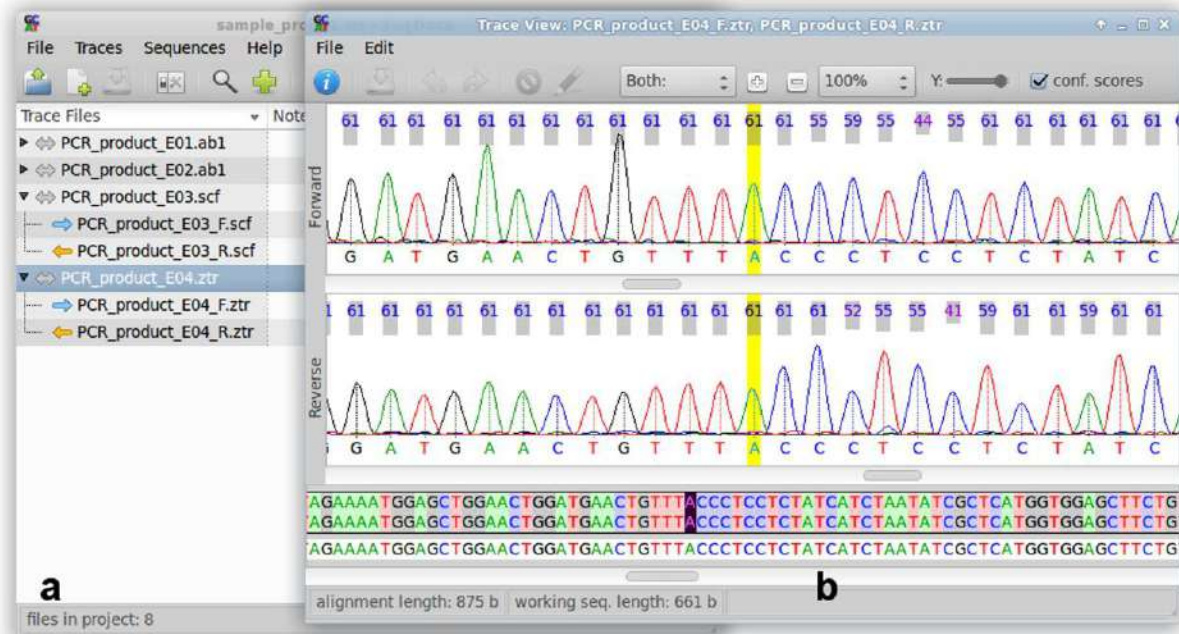 sample_pro
File Traces Sequences Help
Trace Files Note
PCR_product_E01.ab1
PCR_product_E02.ab1
PCR_product_E03.scf
PCR_product_E03_F.scf
PCR_product_E03_R.scf
PCR_product_E04.ztr
PCR_product_E04_F.ztr
PCR_product_E04_R.ztr
a
files in project: 8
Trace View: PCR_product_E04_F.ztr, PCR_product_E04_R.ztr
File Edit
Both: 100% Y: conf. scores
Forward
61 61 61 61 61 61 61 61 61 61 61 61 61 61 55 59 55 44 55 61 61 61 61 61 61
G A T G A A C T G T T T A C C C T C C T C T A T C
Reverse
61 61 61 61 61 61 61 61 61 61 61 61 61 61 61 52 55 55 41 59 61 61 59 61 61
G A T G A A C T G T T T A C C C T C C T C T A T C
AGAAAATGGAGCTGGAACTGGATGAACTGTTTACCCTCCTCTATCATCTAATATCGCTCATGGTGGAGCTTCTG
AGAAAATGGAGCTGGAACTGGATGAACTGTTTACCCTCCTCTATCATCTAATATCGCTCATGGTGGAGCTTCTG
AGAAAATGGAGCTGGAACTGGATGAACTGTTTACCCTCCTCTATCATCTAATATCGCTCATGGTGGAGCTTCTG
b
alignment length: 875 b working seq. length: 661 b